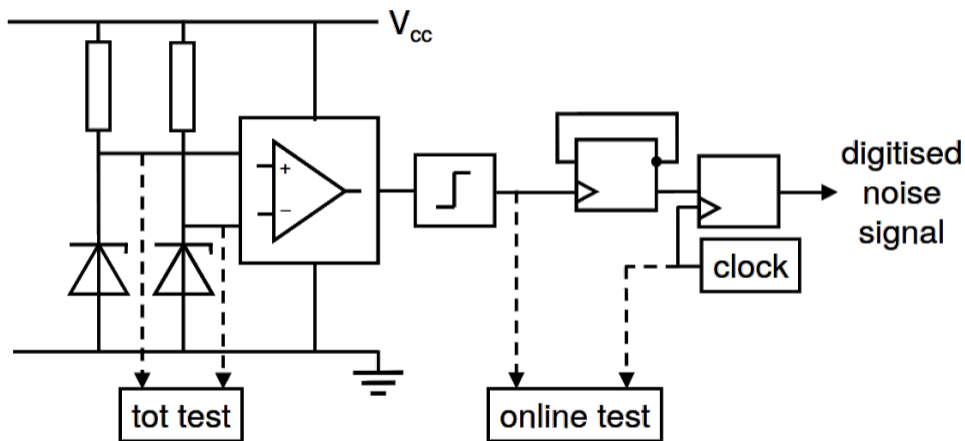 Vcc
+
−
digitised
noise
signal
clock
tot test
online test